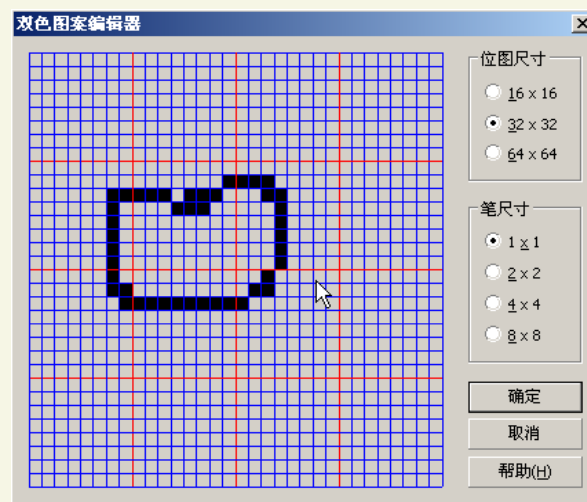 双色图案编辑器
位图尺寸
16 x 16
32 x 32
64 x 64
笔尺寸
1 x 1
2 x 2
4 x 4
8 x 8
确定
取消
帮助(H)